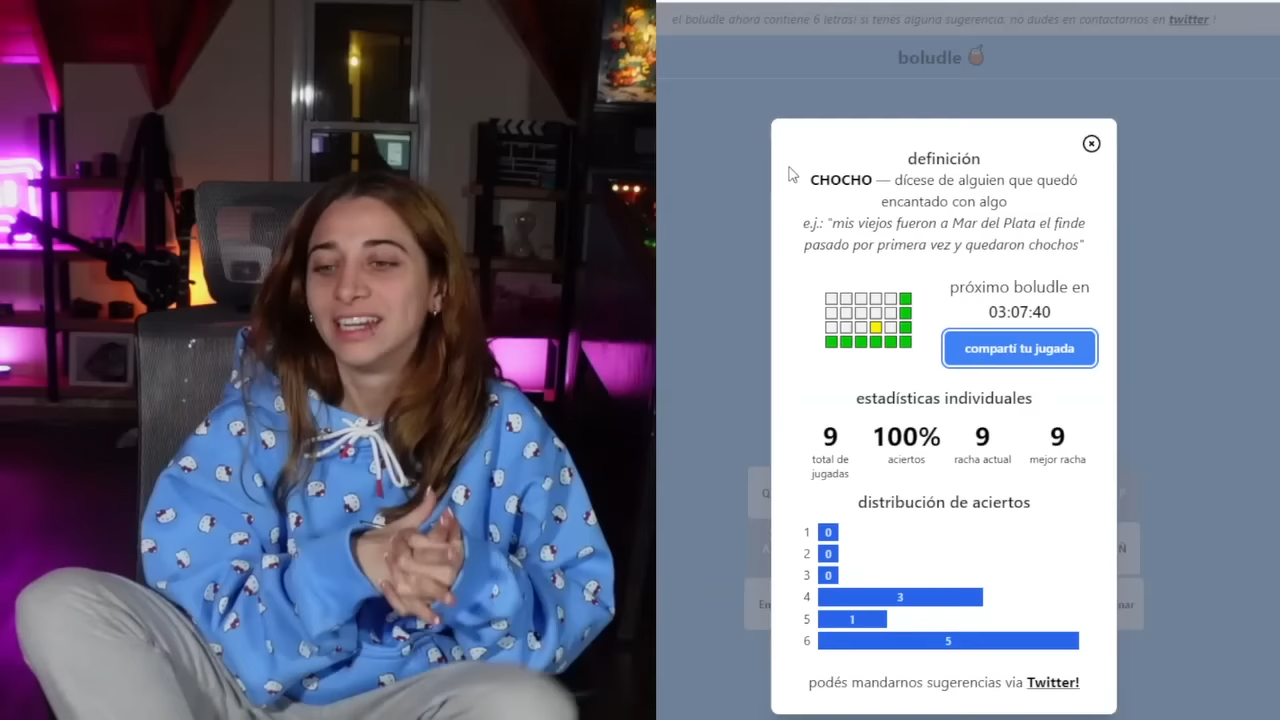 el boludle ahora contiene 6 letras! si tenés alguna sugerencia, no dudes en contactarnos en twitter !
boludle
definición
CHOCHO — dícese de alguien que quedó
encantado con algo
e.j.: "mis viejos fueron a Mar del Plata el finde
pasado por primera vez y quedaron chochos"
próximo boludle en
03:07:40
compartí tu jugada
estadísticas individuales
9
100%
9
9
total de
jugadas
aciertos
racha actual
mejor racha
distribución de aciertos
1 0
2 0
3 0
4 3
5 1
6 5
podés mandarnos sugerencias via Twitter!
Q
P
A
Ñ
En
nar